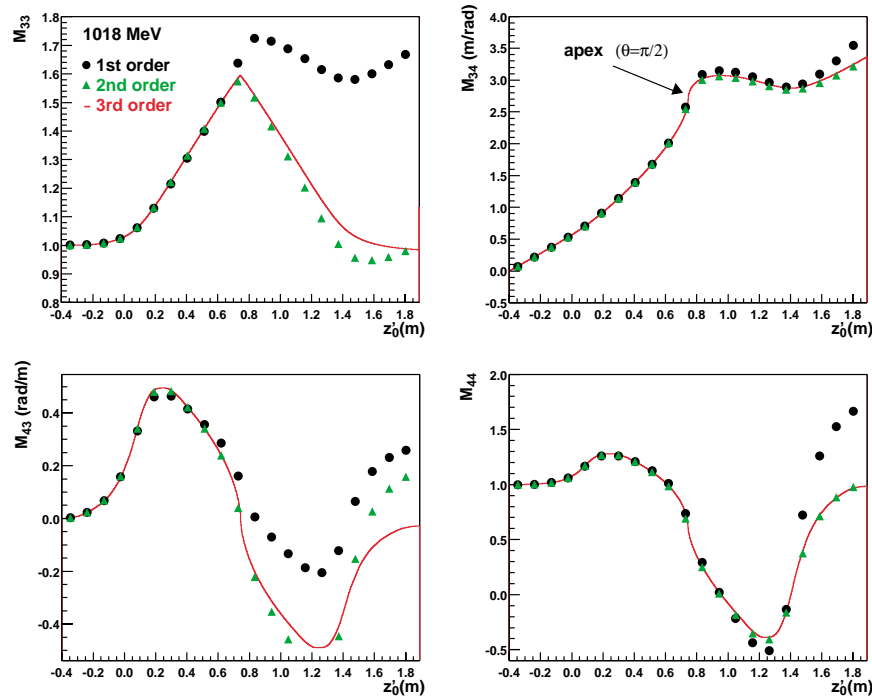 M33
1.8
1.7
1.6
1.5
1.4
1.3
1.2
1.1
1.0
0.9
0.8
1018 MeV
1st order
2nd order
3rd order
-0.4 -0.2 0.0 0.2 0.4 0.6 0.8 1.0 1.2 1.4 1.6 1.8
z'0(m)
M34 (m/rad)
4.0
3.5
3.0
2.5
2.0
1.5
1.0
0.5
0.0
-0.5
apex (θ=π/2)
-0.4 -0.2 0.0 0.2 0.4 0.6 0.8 1.0 1.2 1.4 1.6 1.8
z'0(m)
M43 (rad/m)
0.4
0.2
0.0
-0.2
-0.4
-0.4 -0.2 0.0 0.2 0.4 0.6 0.8 1.0 1.2 1.4 1.6 1.8
z'0(m)
M44
2.0
1.5
1.0
0.5
0.0
-0.5
-0.4 -0.2 0.0 0.2 0.4 0.6 0.8 1.0 1.2 1.4 1.6 1.8
z'0(m)